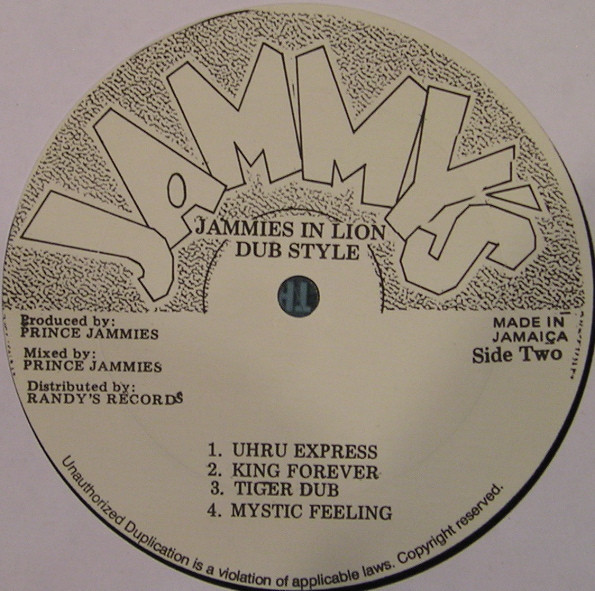 JAMMY'S
JAMMIES IN LION
DUB STYLE
Produced by:
PRINCE JAMMIES
Mixed by:
PRINCE JAMMIES
Distributed by:
RANDY'S RECORDS
MADE IN
JAMAICA
Side Two
1. UHRU EXPRESS
2. KING FOREVER
3. TIGER DUB
4. MYSTIC FEELING
Unauthorized Duplication is a violation of applicable laws. Copyright reserved.